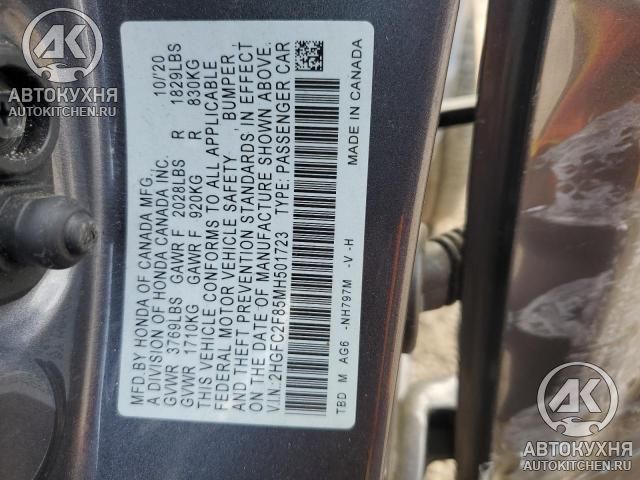 MFD BY HONDA OF CANADA MFG., 10/'20
A DIVISION OF HONDA CANADA INC.
GVWR 3769LBS GAWR F 2028LBS R 1829LBS
GVWR 1710KG GAWR F 920KG R 830KG
THIS VEHICLE CONFORMS TO ALL APPLICABLE
FEDERAL MOTOR VEHICLE SAFETY BUMPER,
AND THEFT PREVENTION STANDARDS, IN EFFECT
ON THE DATE OF MANUFACTURE SHOWN ABOVE.
V.I.N.:2HGFC2F85MH501723 TYPE: PASSENGER CAR
TBD M AG6 -NH797M -V -H MADE IN CANADA
АК
АВТОКУХНЯ
AUTOKITCHEN.RU
АК
АВТОКУХНЯ
AUTOKITCHEN.RU